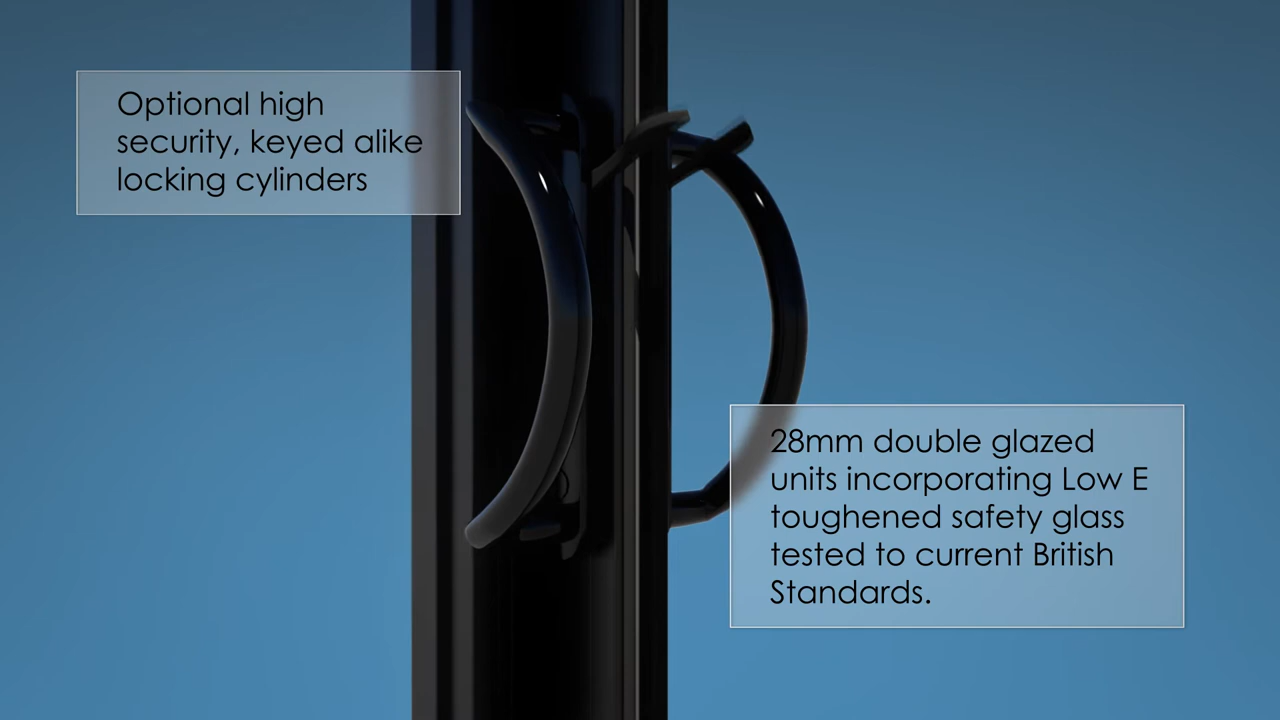 Optional high
security, keyed alike
locking cylinders
28mm double glazed
units incorporating Low E
toughened safety glass
tested to current British
Standards.